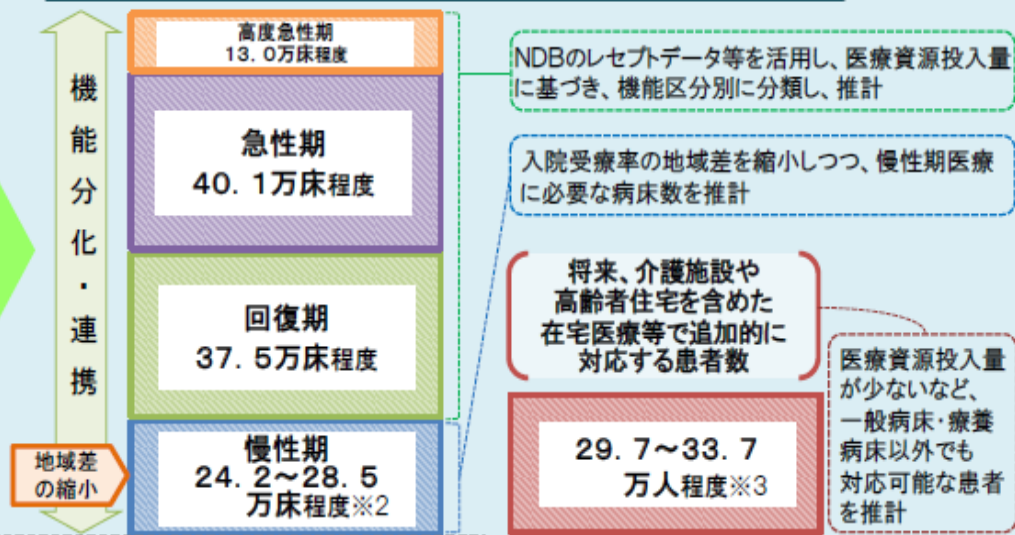 機能分化・連携
地域差
の縮小
高度急性期
13.0万床程度
急性期
40.1万床程度
回復期
37.5万床程度
慢性期
24.2～28.5
万床程度※2
NDBのレセプトデータ等を活用し、医療資源投入量
に基づき、機能区分別に分類し、推計
入院受療率の地域差を縮小しつつ、慢性期医療
に必要な病床数を推計
将来、介護施設や
高齢者住宅を含めた
在宅医療等で追加的に
対応する患者数
29.7～33.7
万人程度※3
医療資源投入量
が少ないなど、
一般病床・療養
病床以外でも
対応可能な患者
を推計